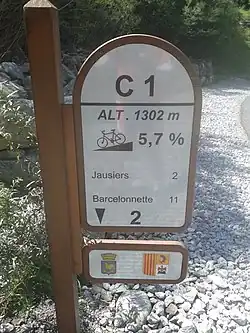 C 1
ALT. 1302 m
5,7 %
Jausiers 2
Barcelonnette 11
2